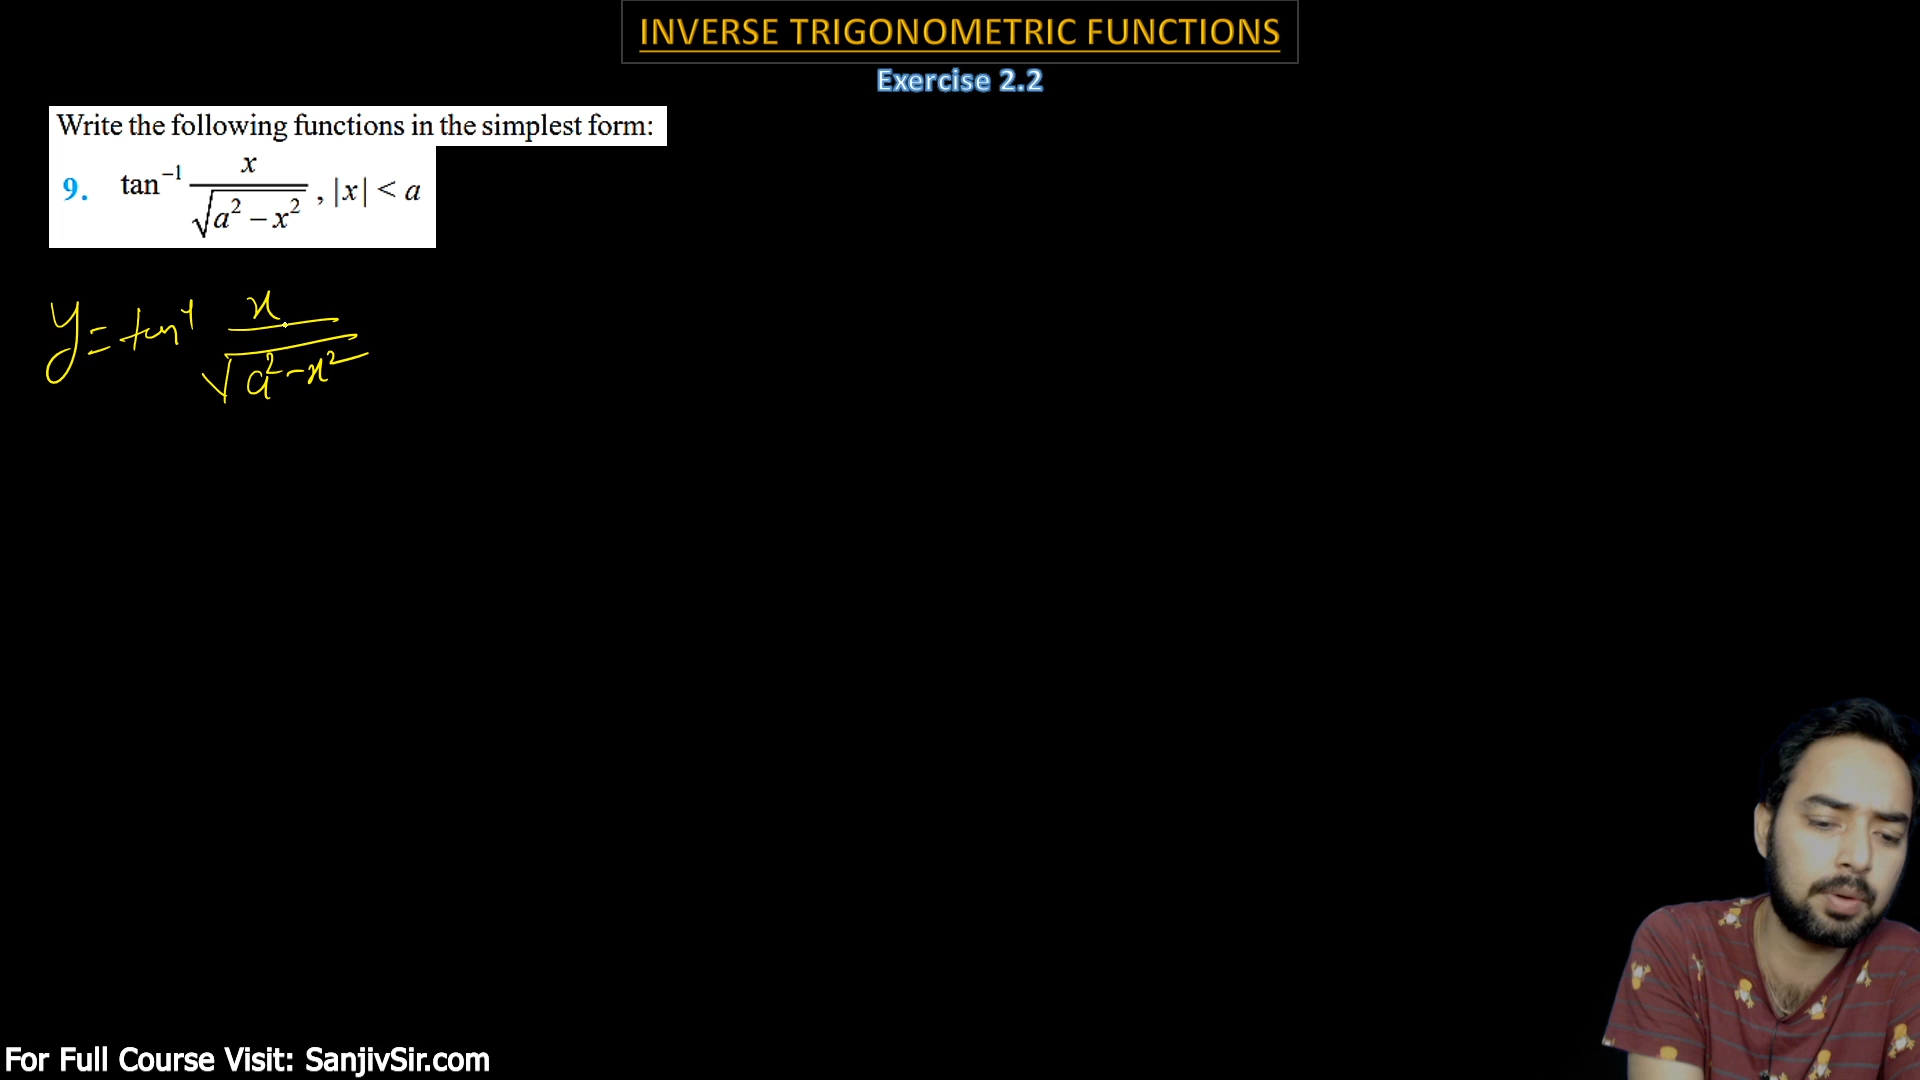 INVERSE TRIGONOMETRIC FUNCTIONS
Exercise 2.2
Write the following functions in the simplest form:
9. tan⁻¹ x/√(a² – x²) , |x| < a
y = tan⁻¹ x/√(a² – x²)
For Full Course Visit: SanjivSir.com